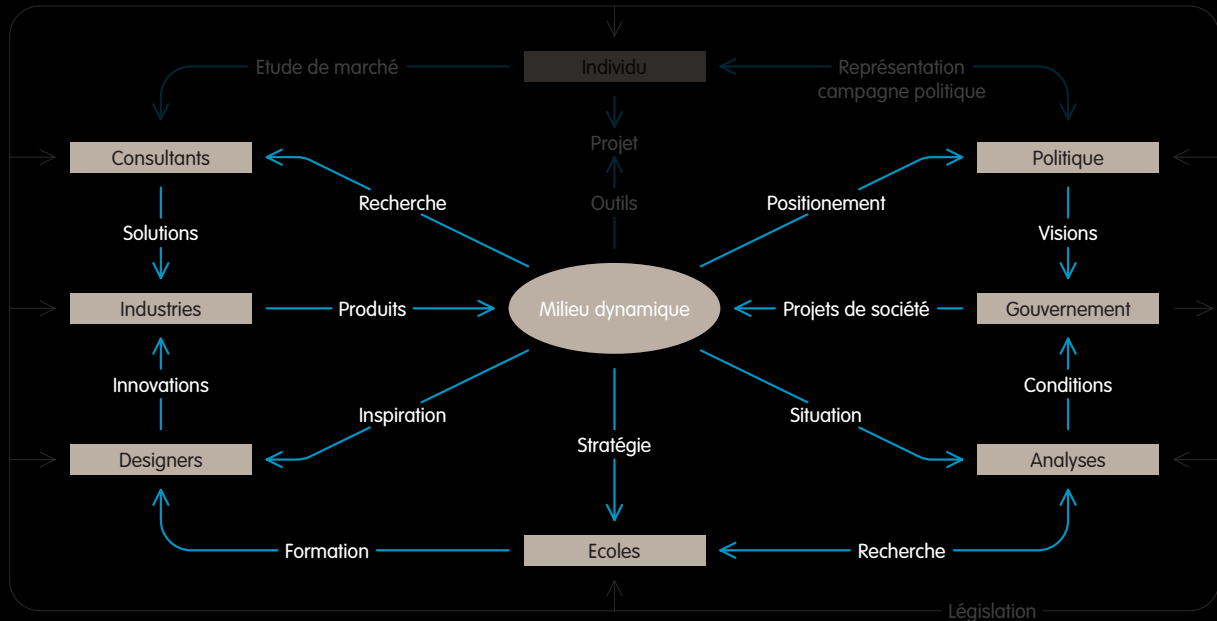 Etude de marché
Individu
Représentation
campagne politique
Projet
Consultants
Politique
Recherche
Outils
Positionement
Solutions
Visions
Industries
Produits
Milieu dynamique
Projets de société
Gouvernement
Innovations
Conditions
Inspiration
Situation
Stratégie
Designers
Analyses
Formation
Ecoles
Recherche
Législation